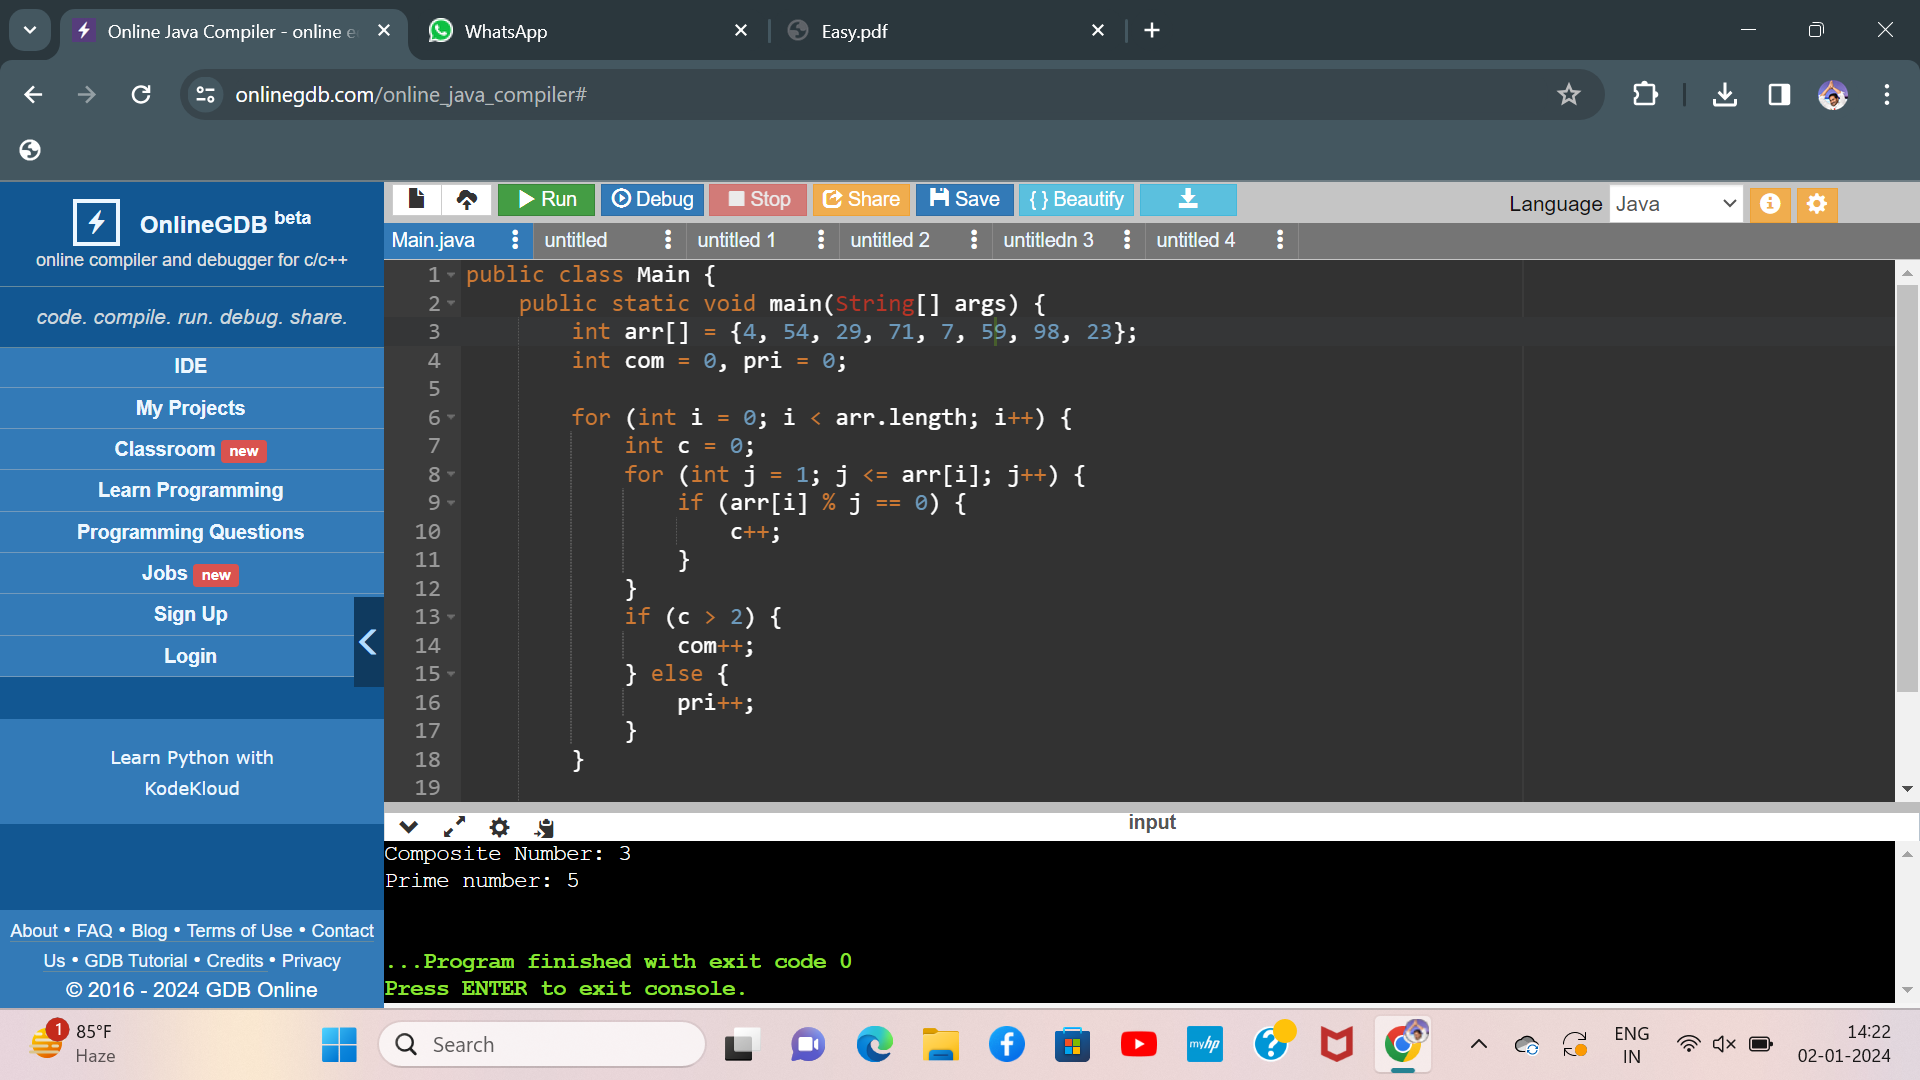 Online Java Compiler - online e
WhatsApp
Easy.pdf
onlinegdb.com/online_java_compiler#
OnlineGDB beta
online compiler and debugger for c/c++
code. compile. run. debug. share.
IDE
My Projects
Classroom new
Learn Programming
Programming Questions
Jobs new
Sign Up
Login
Learn Python with
KodeKloud
About • FAQ • Blog • Terms of Use • Contact
Us • GDB Tutorial • Credits • Privacy
© 2016 - 2024 GDB Online
Run Debug Stop Share Save { } Beautify
Language Java
Main.java untitled untitled 1 untitled 2 untitledn 3 untitled 4
1 public class Main {
2 public static void main(String[] args) {
3 int arr[] = {4, 54, 29, 71, 7, 59, 98, 23};
4 int com = 0, pri = 0;
5
6 for (int i = 0; i < arr.length; i++) {
7 int c = 0;
8 for (int j = 1; j <= arr[i]; j++) {
9 if (arr[i] % j == 0) {
10 c++;
11 }
12 }
13 if (c > 2) {
14 com++;
15 } else {
16 pri++;
17 }
18 }
19
input
Composite Number: 3
Prime number: 5
...Program finished with exit code 0
Press ENTER to exit console.
1
85°F
Haze
Search
myhp
ENG
IN
14:22
02-01-2024